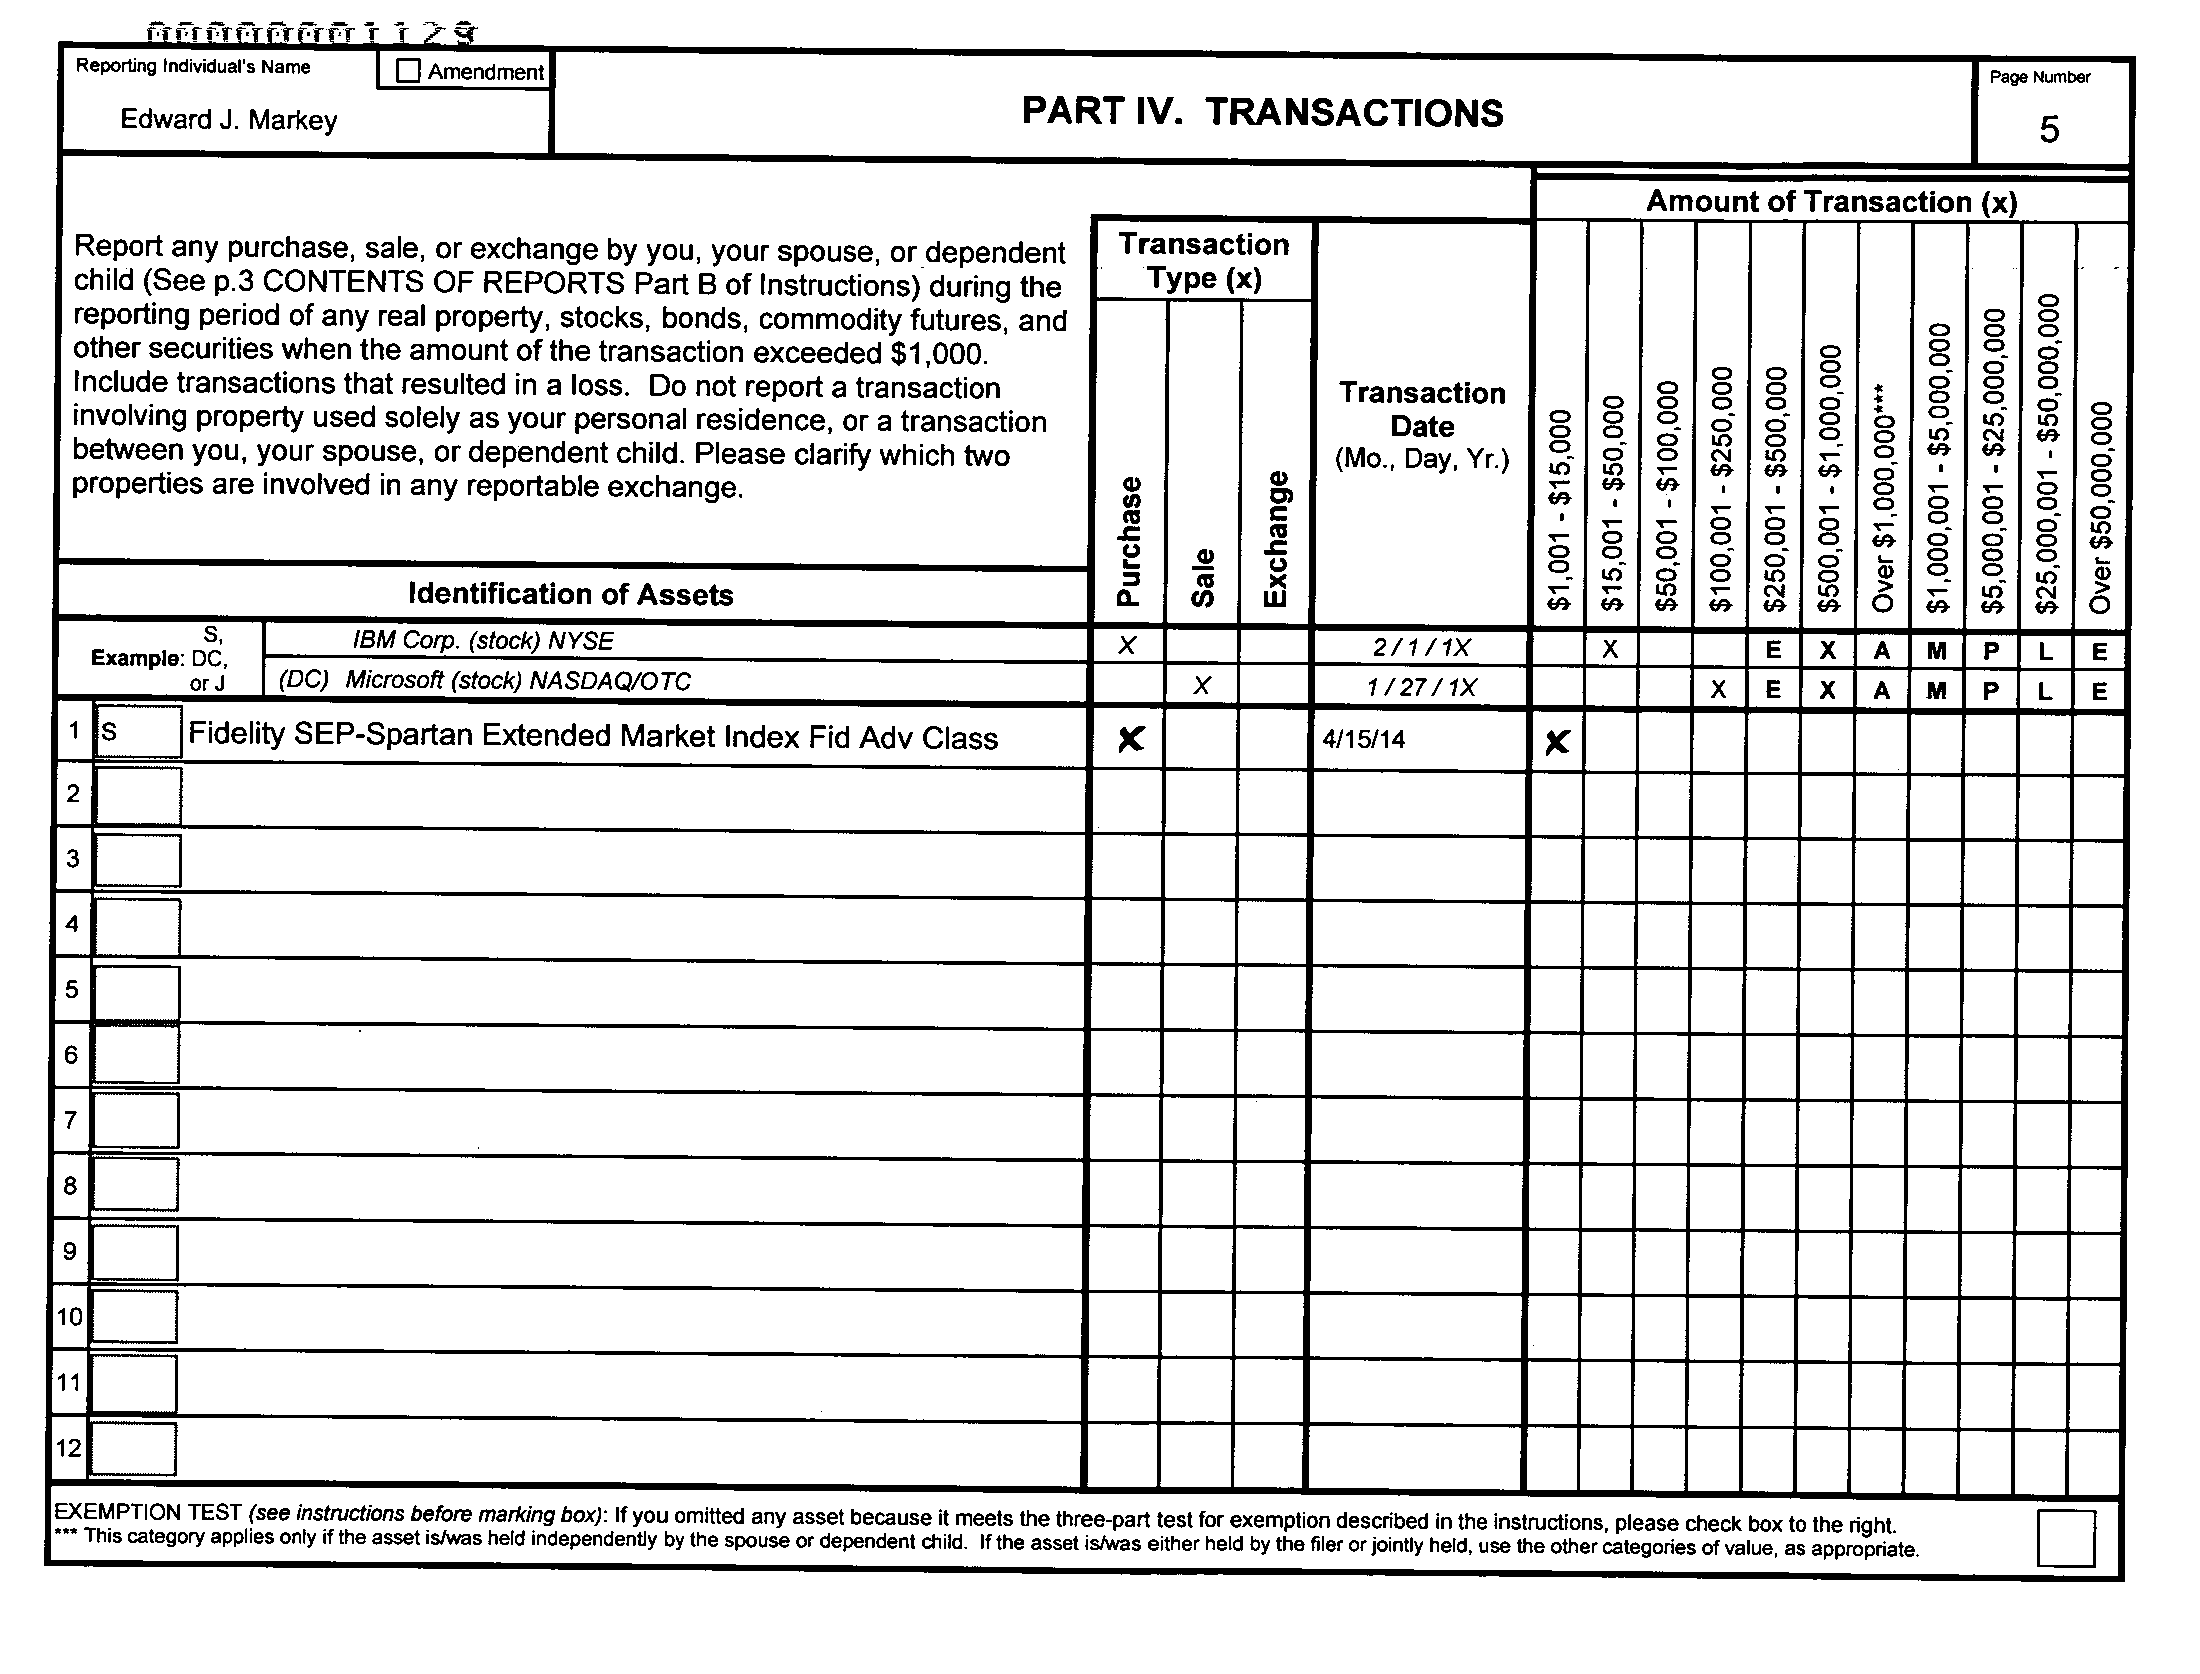 0000001129
Reporting Individual's Name
Amendment
Edward J. Markey
PART IV. TRANSACTIONS
Page Number
5
Report any purchase, sale, or exchange by you, your spouse, or dependent
child (See p.3 CONTENTS OF REPORTS Part B of Instructions) during the
reporting period of any real property, stocks, bonds, commodity futures, and
other securities when the amount of the transaction exceeded $1,000.
Include transactions that resulted in a loss. Do not report a transaction
involving property used solely as your personal residence, or a transaction
between you, your spouse, or dependent child. Please clarify which two
properties are involved in any reportable exchange.
Transaction
Type (x)
Purchase
Sale
Exchange
Transaction
Date
(Mo., Day, Yr.)
Amount of Transaction (x)
$1,001 - $15,000
$15,001 - $50,000
$50,001 - $100,000
$100,001 - $250,000
$250,001 - $500,000
$500,001 - $1,000,000
Over $1,000,000***
$1,000,001 - $5,000,000
$5,000,001 - $25,000,000
$25,000,001 - $50,000,000
Over $50,000,000
Identification of Assets
Example: S, DC, or J
IBM Corp. (stock) NYSE X 2 / 1 / 1X X E X A M P L E
(DC) Microsoft (stock) NASDAQ/OTC X 1 / 27 / 1X X E X A M P L E
1 S Fidelity SEP-Spartan Extended Market Index Fid Adv Class X 4/15/14 X
2
3
4
5
6
7
8
9
10
11
12
EXEMPTION TEST (see instructions before marking box): If you omitted any asset because it meets the three-part test for exemption described in the instructions, please check box to the right.
*** This category applies only if the asset is/was held independently by the spouse or dependent child. If the asset is/was either held by the filer or jointly held, use the other categories of value, as appropriate.